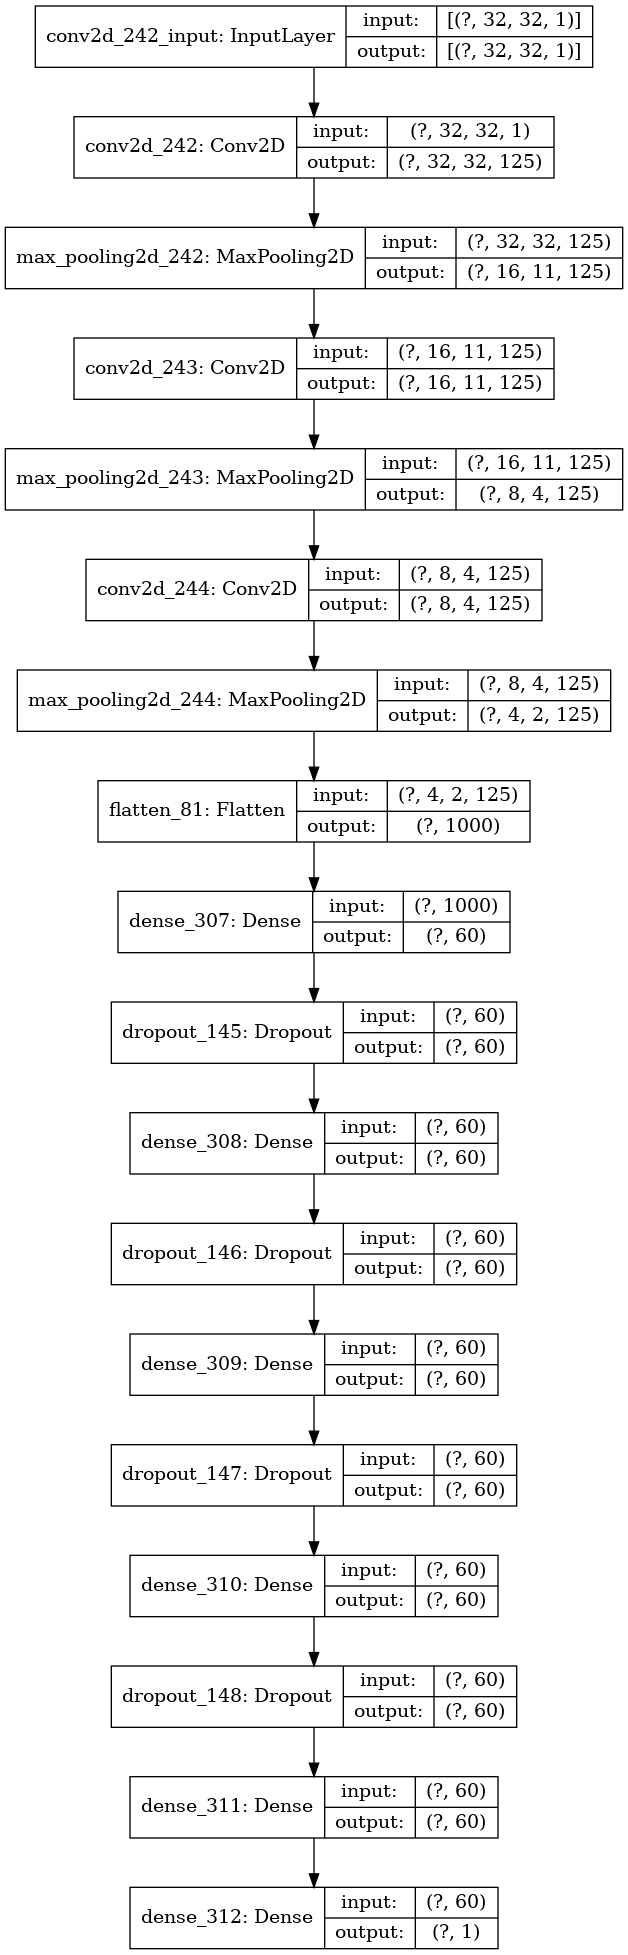 conv2d_242_input: InputLayer
input: [(?, 32, 32, 1)]
output: [(?, 32, 32, 1)]
conv2d_242: Conv2D
input: (?, 32, 32, 1)
output: (?, 32, 32, 125)
max_pooling2d_242: MaxPooling2D
input: (?, 32, 32, 125)
output: (?, 16, 11, 125)
conv2d_243: Conv2D
input: (?, 16, 11, 125)
output: (?, 16, 11, 125)
max_pooling2d_243: MaxPooling2D
input: (?, 16, 11, 125)
output: (?, 8, 4, 125)
conv2d_244: Conv2D
input: (?, 8, 4, 125)
output: (?, 8, 4, 125)
max_pooling2d_244: MaxPooling2D
input: (?, 8, 4, 125)
output: (?, 4, 2, 125)
flatten_81: Flatten
input: (?, 4, 2, 125)
output: (?, 1000)
dense_307: Dense
input: (?, 1000)
output: (?, 60)
dropout_145: Dropout
input: (?, 60)
output: (?, 60)
dense_308: Dense
input: (?, 60)
output: (?, 60)
dropout_146: Dropout
input: (?, 60)
output: (?, 60)
dense_309: Dense
input: (?, 60)
output: (?, 60)
dropout_147: Dropout
input: (?, 60)
output: (?, 60)
dense_310: Dense
input: (?, 60)
output: (?, 60)
dropout_148: Dropout
input: (?, 60)
output: (?, 60)
dense_311: Dense
input: (?, 60)
output: (?, 60)
dense_312: Dense
input: (?, 60)
output: (?, 1)